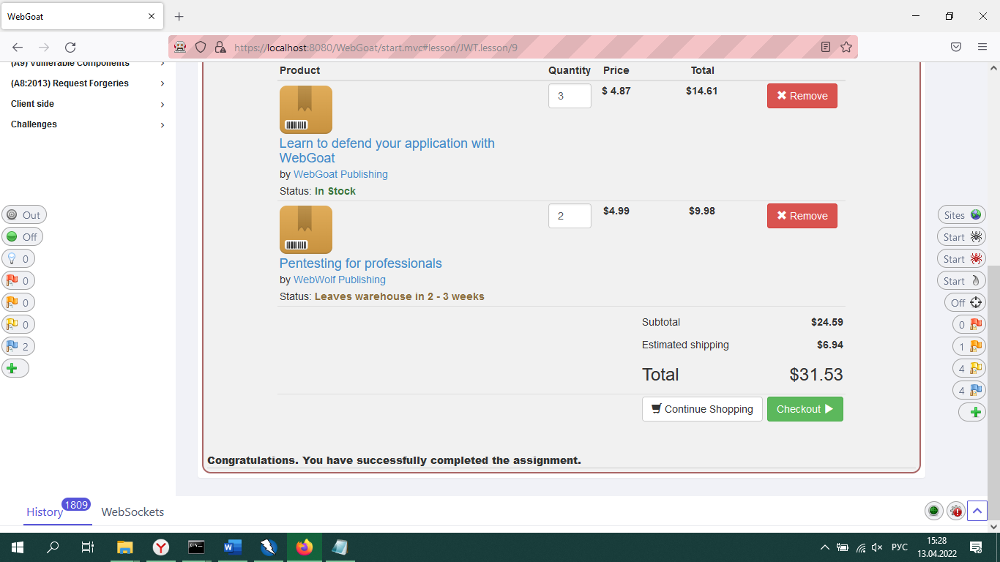 WebGoat
https://localhost:8080/WebGoat/start.mvc#lesson/JWT.lesson/9
(A9) Vulnerable Components
(A8:2013) Request Forgeries
Client side
Challenges
Product Quantity Price Total
3 $ 4.87 $14.61 Remove
Learn to defend your application with
WebGoat
by WebGoat Publishing
Status: In Stock
2 $4.99 $9.98 Remove
Pentesting for professionals
by WebWolf Publishing
Status: Leaves warehouse in 2 - 3 weeks
Subtotal $24.59
Estimated shipping $6.94
Total $31.53
Continue Shopping Checkout
Congratulations. You have successfully completed the assignment.
Out
Off
0
0
0
0
2
Sites
Start
Start
Start
Off
0
1
4
4
History 1809 WebSockets
РУС
15:28
13.04.2022